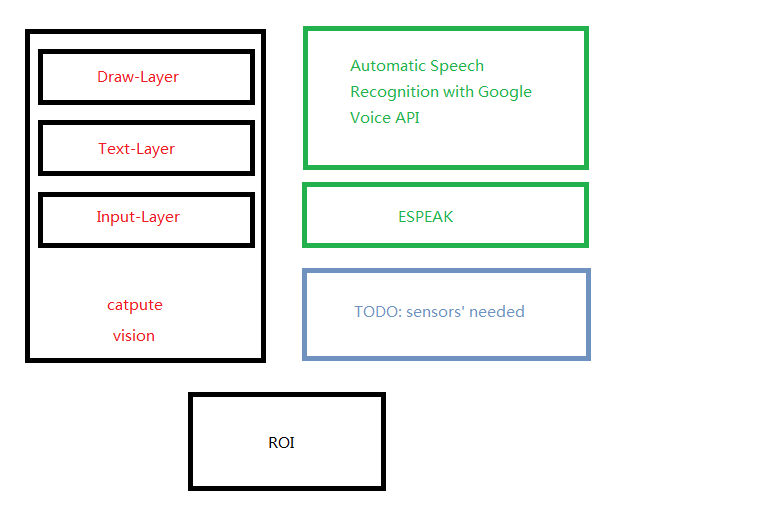 Draw-Layer
Text-Layer
Input-Layer
catpute
vision
Automatic Speech
Recognition with Google
Voice API
ESPEAK
TODO: sensors' needed
ROI